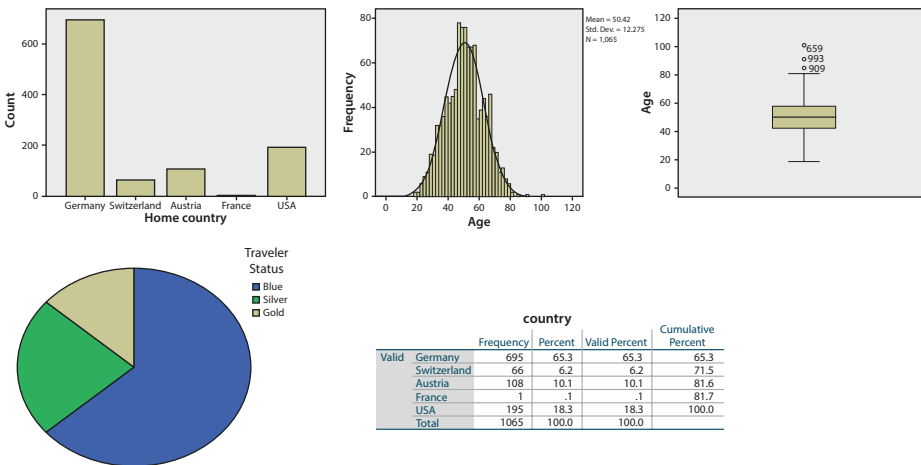 600
400
200
0
Count
Germany Switzerland Austria France USA
Home country
80
60
40
20
0
Frequency
0 20 40 60 80 100 120
Age
Mean = 50.42
Std. Dev. = 12.275
N = 1,065
120
100
80
60
40
20
0
Age
659
993
909
Traveler
Status
Blue
Silver
Gold
country
Frequency Percent Valid Percent Cumulative Percent
Valid Germany 695 65.3 65.3 65.3
Switzerland 66 6.2 6.2 71.5
Austria 108 10.1 10.1 81.6
France 1 .1 .1 81.7
USA 195 18.3 18.3 100.0
Total 1065 100.0 100.0